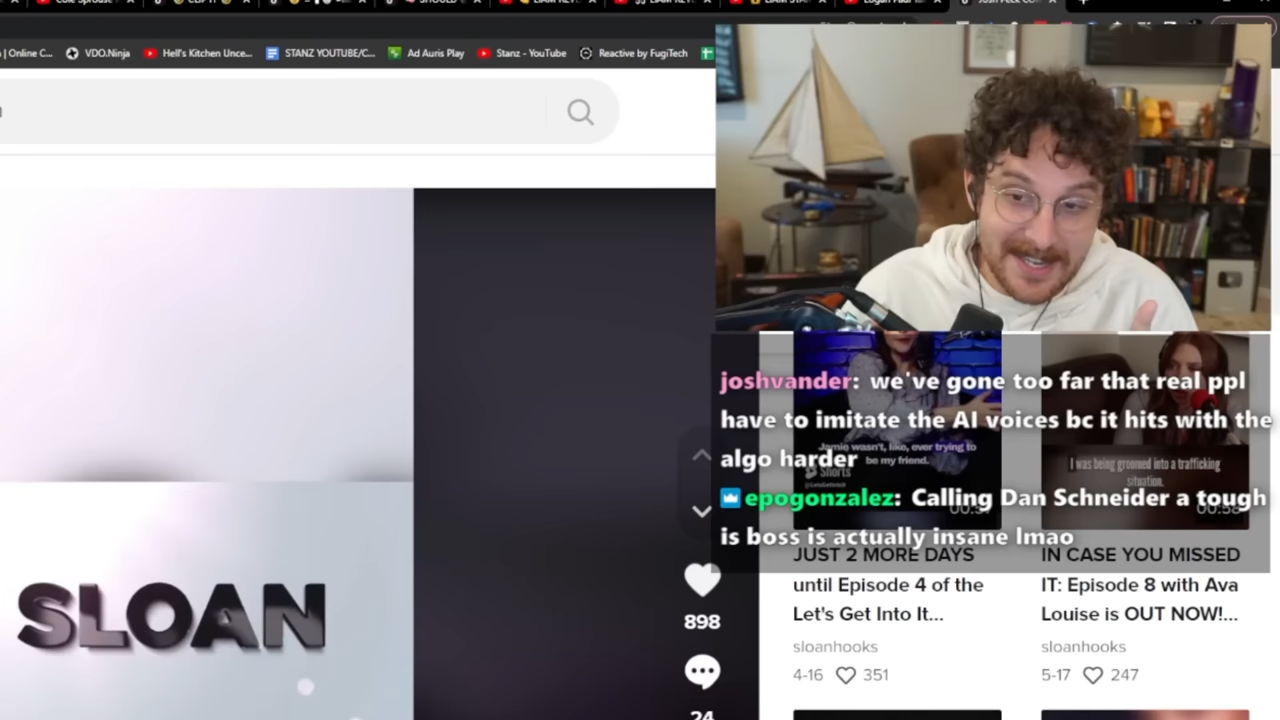 | Online C...
VDO.Ninja
Hell's Kitchen Unce...
STANZ YOUTUBE/C...
Ad Auris Play
Stanz - YouTube
Reactive by FugiTech
SLOAN
898
24
joshvander: we've gone too far that real ppl
have to imitate the AI voices bc it hits with the
algo harder
epogonzalez: Calling Dan Schneider a tough
is boss is actually insane lmao
Jamie wasn't, like, ever trying to
be my friend.
Shorts
I was being groomed into a trafficking
situation.
JUST 2 MORE DAYS
until Episode 4 of the
Let's Get Into It...
sloanhooks
4-16
351
IN CASE YOU MISSED
IT: Episode 8 with Ava
Louise is OUT NOW!...
sloanhooks
5-17
247